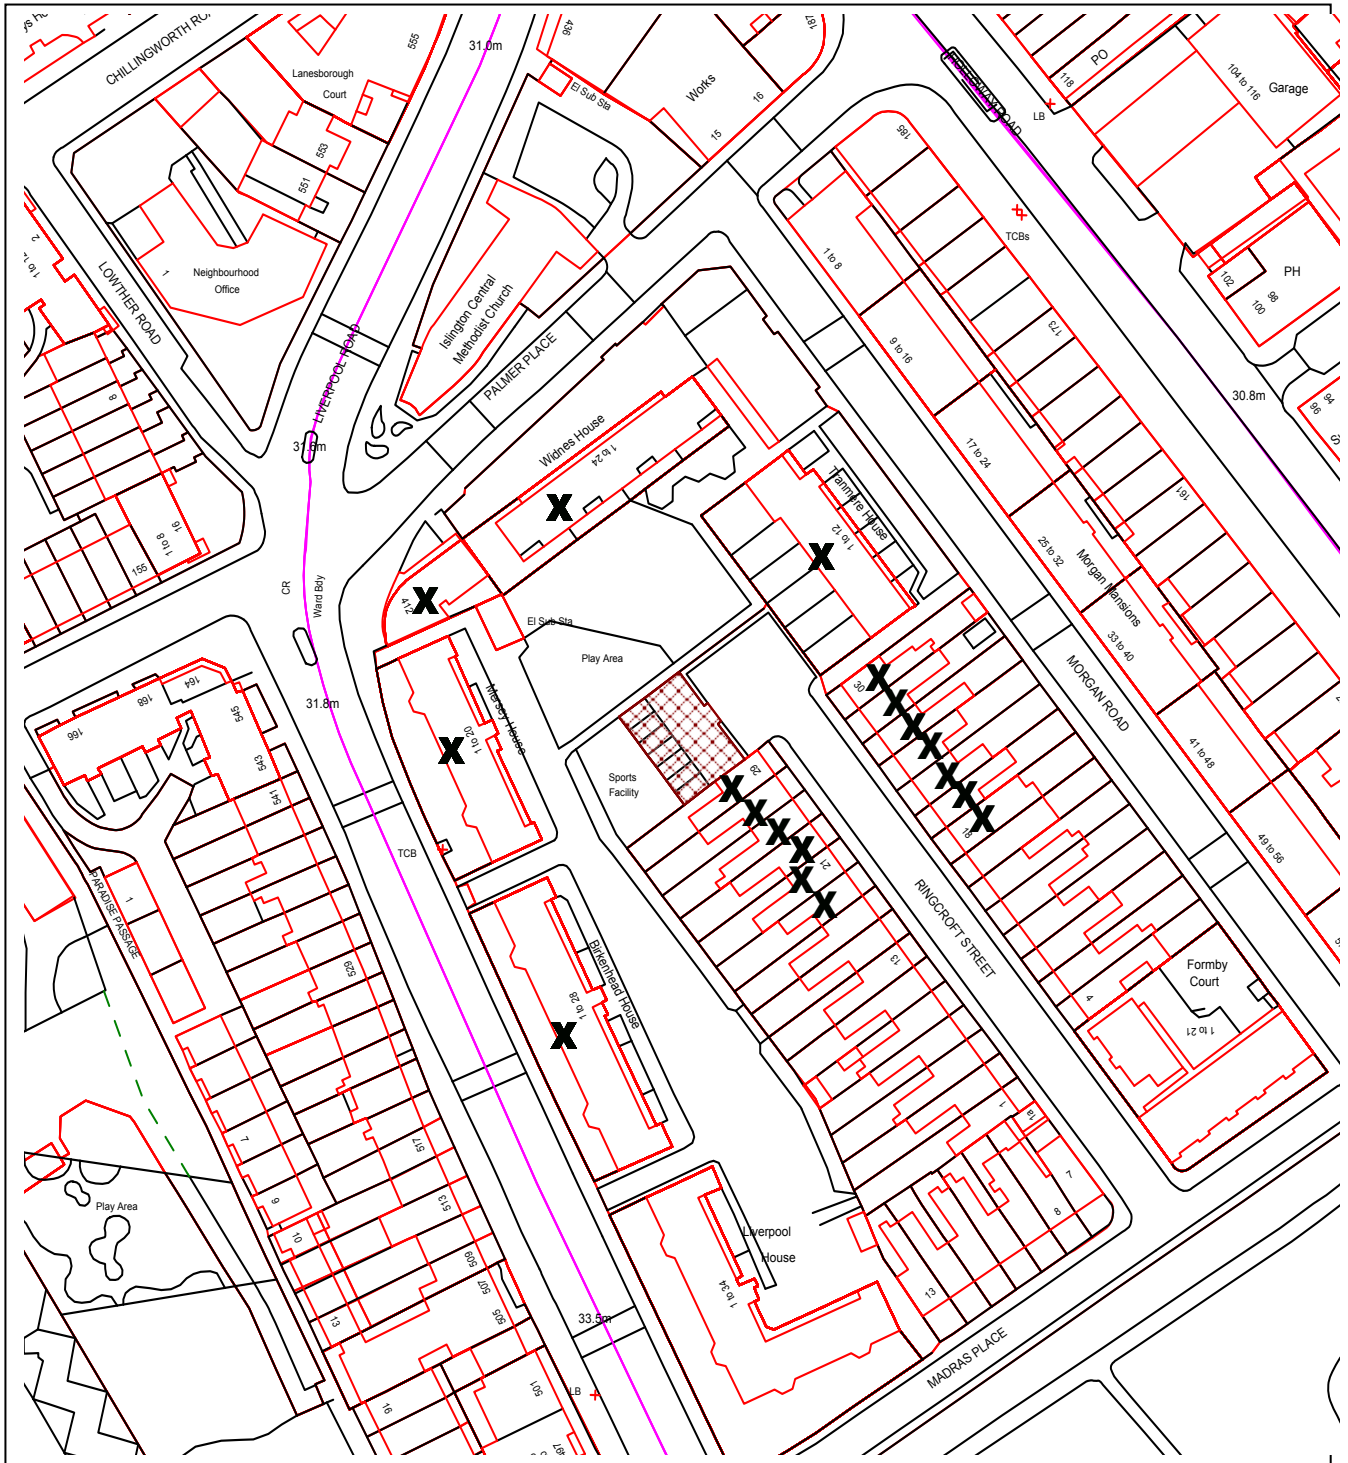 CHILLINGWORTH RO
555
31.0m
436
187
Lanesborough
Court
El Sub Sta
Works
16
15
553
551
PO
118
LB
104 to 116
Garage
HOLLOWAY ROAD
185
TCBs
PH
102
98
100
2
1 to 12
LOWTHER ROAD
1
Neighbourhood
Office
Islington Central
Methodist Church
PALMER PLACE
LIVERPOOL ROAD
31.6m
1 to 8
9 to 16
173
30.8m
94
96
8
Widnes House
1 to 24
X
17 to 24
161
Tranmere House
1 to 12
X
16
1 to 8
155
CR
Ward Bdy
412
X
El Sub Sta
Play Area
25 to 32
Morgan Mansions
33 to 40
MORGAN ROAD
41 to 48
49 to 56
166
168
164
545
543
541
31.8m
Mersey House
1 to 20
X
30
X
X
X
X
X
X
X
18
Sports
Facility
29
X
X
X
X
X
X
21
13
RINGCROFT STREET
TCB
PARADISE PASSAGE
1
529
Birkenhead House
1 to 28
X
Formby
Court
1 to 21
4
1
1a
7
8
13
7
9
10
13
16
517
513
509
507
505
501
497
Play Area
Liverpool
House
1 to 34
33.5m
LB
MADRAS PLACE